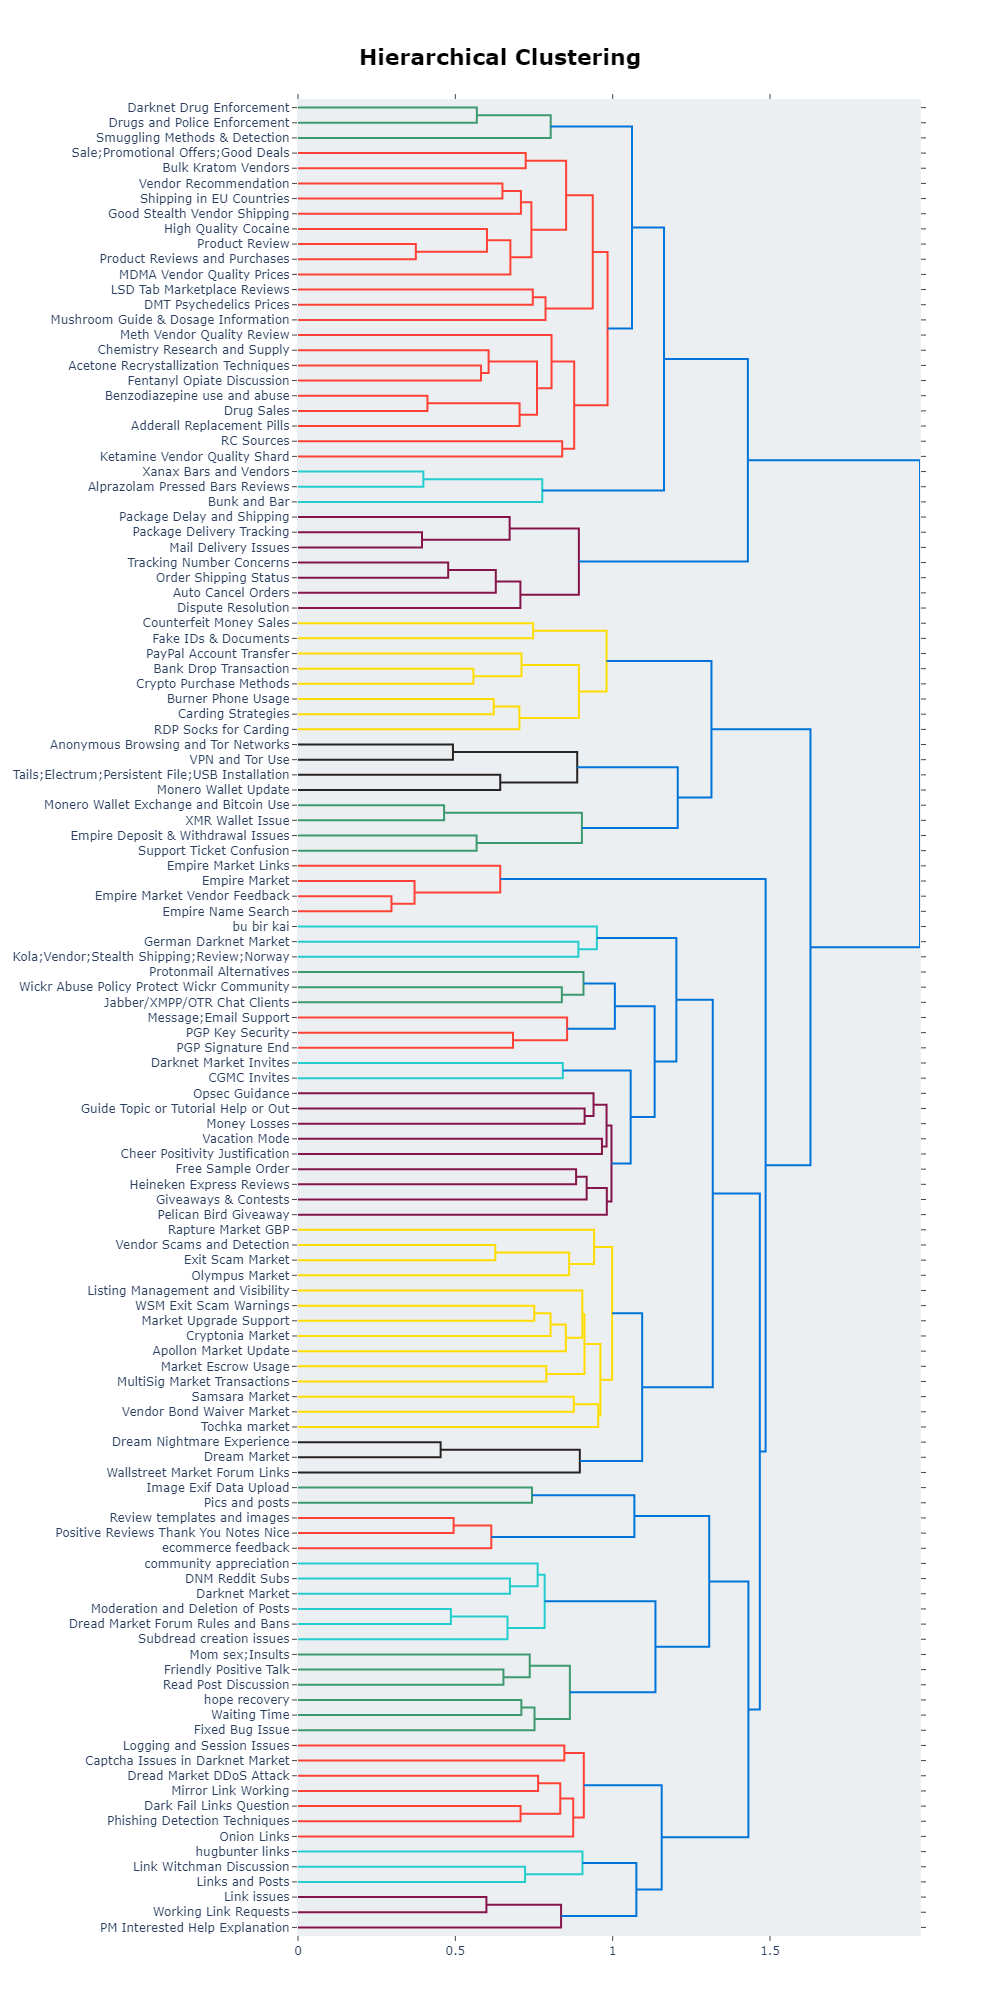 Hierarchical Clustering
Darknet Drug Enforcement
Drugs and Police Enforcement
Smuggling Methods & Detection
Sale;Promotional Offers;Good Deals
Bulk Kratom Vendors
Vendor Recommendation
Shipping in EU Countries
Good Stealth Vendor Shipping
High Quality Cocaine
Product Review
Product Reviews and Purchases
MDMA Vendor Quality Prices
LSD Tab Marketplace Reviews
DMT Psychedelics Prices
Mushroom Guide & Dosage Information
Meth Vendor Quality Review
Chemistry Research and Supply
Acetone Recrystallization Techniques
Fentanyl Opiate Discussion
Benzodiazepine use and abuse
Drug Sales
Adderall Replacement Pills
RC Sources
Ketamine Vendor Quality Shard
Xanax Bars and Vendors
Alprazolam Pressed Bars Reviews
Bunk and Bar
Package Delay and Shipping
Package Delivery Tracking
Mail Delivery Issues
Tracking Number Concerns
Order Shipping Status
Auto Cancel Orders
Dispute Resolution
Counterfeit Money Sales
Fake IDs & Documents
PayPal Account Transfer
Bank Drop Transaction
Crypto Purchase Methods
Burner Phone Usage
Carding Strategies
RDP Socks for Carding
Anonymous Browsing and Tor Networks
VPN and Tor Use
Tails;Electrum;Persistent File;USB Installation
Monero Wallet Update
Monero Wallet Exchange and Bitcoin Use
XMR Wallet Issue
Empire Deposit & Withdrawal Issues
Support Ticket Confusion
Empire Market Links
Empire Market
Empire Market Vendor Feedback
Empire Name Search
bu bir kai
German Darknet Market
Kola;Vendor;Stealth Shipping;Review;Norway
Protonmail Alternatives
Wickr Abuse Policy Protect Wickr Community
Jabber/XMPP/OTR Chat Clients
Message;Email Support
PGP Key Security
PGP Signature End
Darknet Market Invites
CGMC Invites
Opsec Guidance
Guide Topic or Tutorial Help or Out
Money Losses
Vacation Mode
Cheer Positivity Justification
Free Sample Order
Heineken Express Reviews
Giveaways & Contests
Pelican Bird Giveaway
Rapture Market GBP
Vendor Scams and Detection
Exit Scam Market
Olympus Market
Listing Management and Visibility
WSM Exit Scam Warnings
Market Upgrade Support
Cryptonia Market
Apollon Market Update
Market Escrow Usage
MultiSig Market Transactions
Samsara Market
Vendor Bond Waiver Market
Tochka market
Dream Nightmare Experience
Dream Market
Wallstreet Market Forum Links
Image Exif Data Upload
Pics and posts
Review templates and images
Positive Reviews Thank You Notes Nice
ecommerce feedback
community appreciation
DNM Reddit Subs
Darknet Market
Moderation and Deletion of Posts
Dread Market Forum Rules and Bans
Subdread creation issues
Mom sex;Insults
Friendly Positive Talk
Read Post Discussion
hope recovery
Waiting Time
Fixed Bug Issue
Logging and Session Issues
Captcha Issues in Darknet Market
Dread Market DDoS Attack
Mirror Link Working
Dark Fail Links Question
Phishing Detection Techniques
Onion Links
hugbunter links
Link Witchman Discussion
Links and Posts
Link issues
Working Link Requests
PM Interested Help Explanation
0 0.5 1 1.5